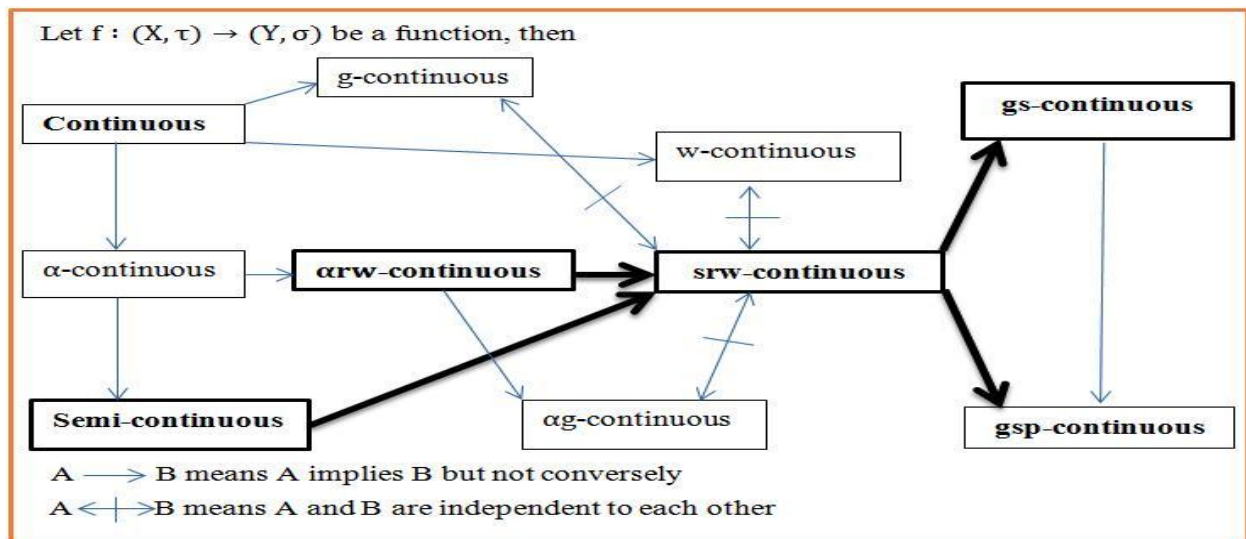 Let f : (X, τ) → (Y, σ) be a function, then
g-continuous
Continuous
gs-continuous
w-continuous
α-continuous
αrw-continuous
srw-continuous
Semi-continuous
αg-continuous
gsp-continuous
A ⟶ B means A implies B but not conversely
A ⟷ B means A and B are independent to each other